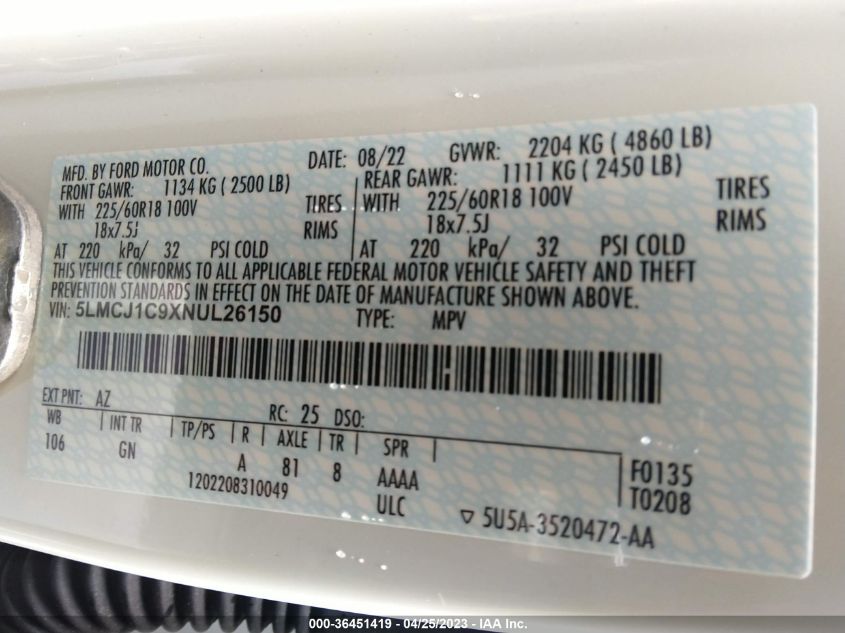 MFD. BY FORD MOTOR CO. DATE: 08/22 GVWR: 2204 KG ( 4860 LB)
FRONT GAWR: 1134 KG ( 2500 LB) REAR GAWR: 1111 KG ( 2450 LB)
WITH 225/60R18 100V TIRES WITH 225/60R18 100V TIRES
18x7.5J RIMS 18x7.5J RIMS
AT 220 kPa/ 32 PSI COLD AT 220 kPa/ 32 PSI COLD
THIS VEHICLE CONFORMS TO ALL APPLICABLE FEDERAL MOTOR VEHICLE SAFETY AND THEFT
PREVENTION STANDARDS IN EFFECT ON THE DATE OF MANUFACTURE SHOWN ABOVE.
VIN: 5LMCJ1C9XNUL26150 TYPE: MPV
EXT PNT: AZ RC: 25 DSO:
WB INT TR TP/PS R AXLE TR SPR
106 GN A 81 8 AAAA F0135
1202208310049 ULC T0208
5U5A-3520472-AA
000-36451419 - 04/25/2023 - IAA Inc.